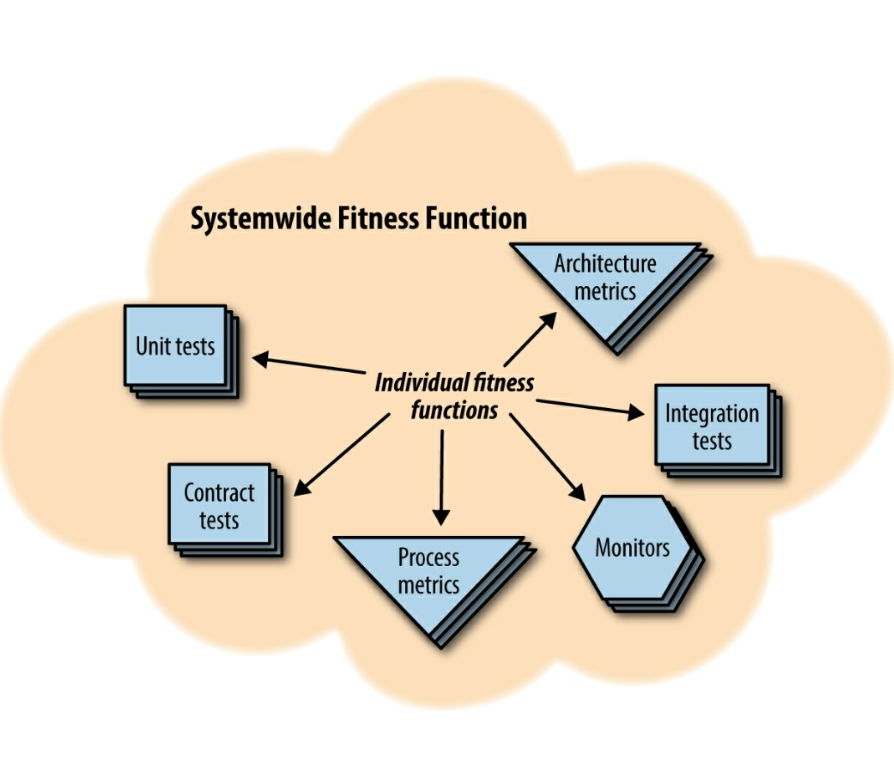 Systemwide Fitness Function
Architecture
metrics
Unit tests
Individual fitness
functions
Integration
tests
Contract
tests
Process
metrics
Monitors